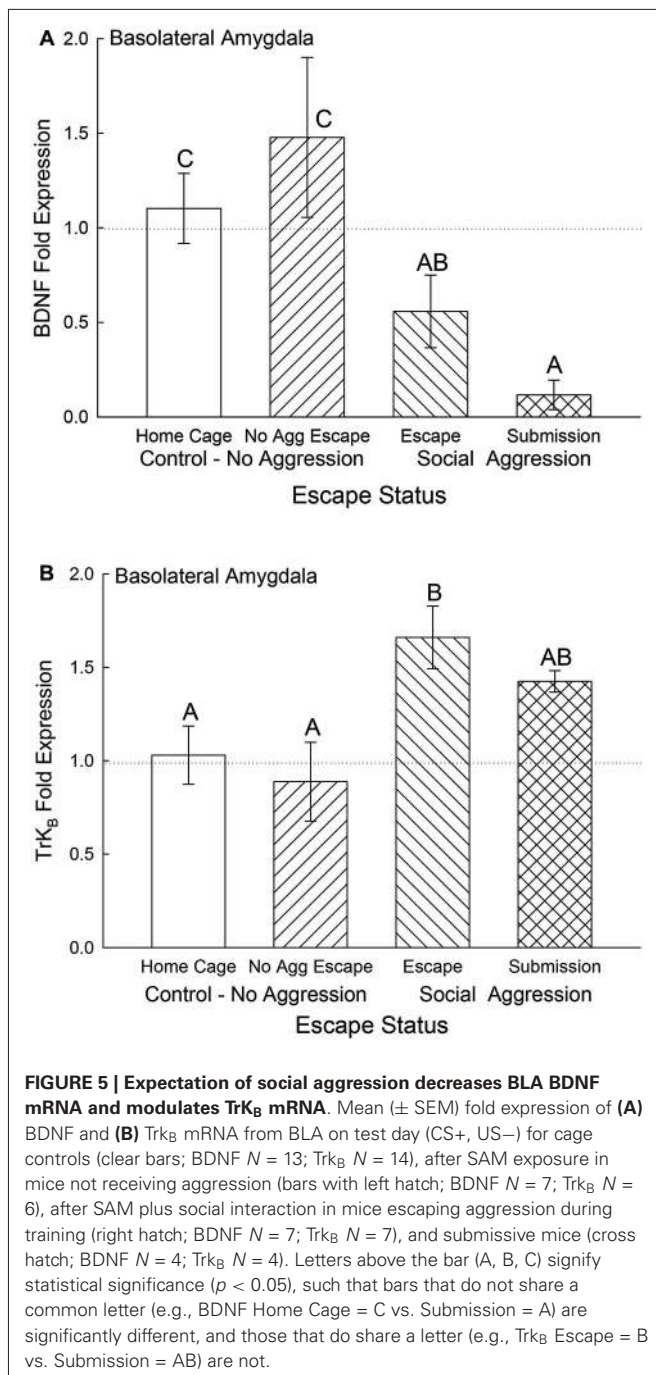 A Basolateral Amygdala
2.0
1.5
1.0
0.5
0.0
BDNF Fold Expression
C
C
AB
A
Home Cage No Agg Escape Escape Submission
Control - No Aggression Social Aggression
Escape Status
B Basolateral Amygdala
2.0
1.5
1.0
0.5
0.0
TrK_B Fold Expression
A
A
B
AB
Home Cage No Agg Escape Escape Submission
Control - No Aggression Social Aggression
Escape Status
FIGURE 5 | Expectation of social aggression decreases BLA BDNF
mRNA and modulates TrK_B mRNA. Mean (± SEM) fold expression of (A)
BDNF and (B) Trk_B mRNA from BLA on test day (CS+, US−) for cage
controls (clear bars; BDNF N = 13; Trk_B N = 14), after SAM exposure in
mice not receiving aggression (bars with left hatch; BDNF N = 7; Trk_B N =
6), after SAM plus social interaction in mice escaping aggression during
training (right hatch; BDNF N = 7; Trk_B N = 7), and submissive mice (cross
hatch; BDNF N = 4; Trk_B N = 4). Letters above the bar (A, B, C) signify
statistical significance (p < 0.05), such that bars that do not share a
common letter (e.g., BDNF Home Cage = C vs. Submission = A) are
significantly different, and those that do share a letter (e.g., Trk_B Escape = B
vs. Submission = AB) are not.